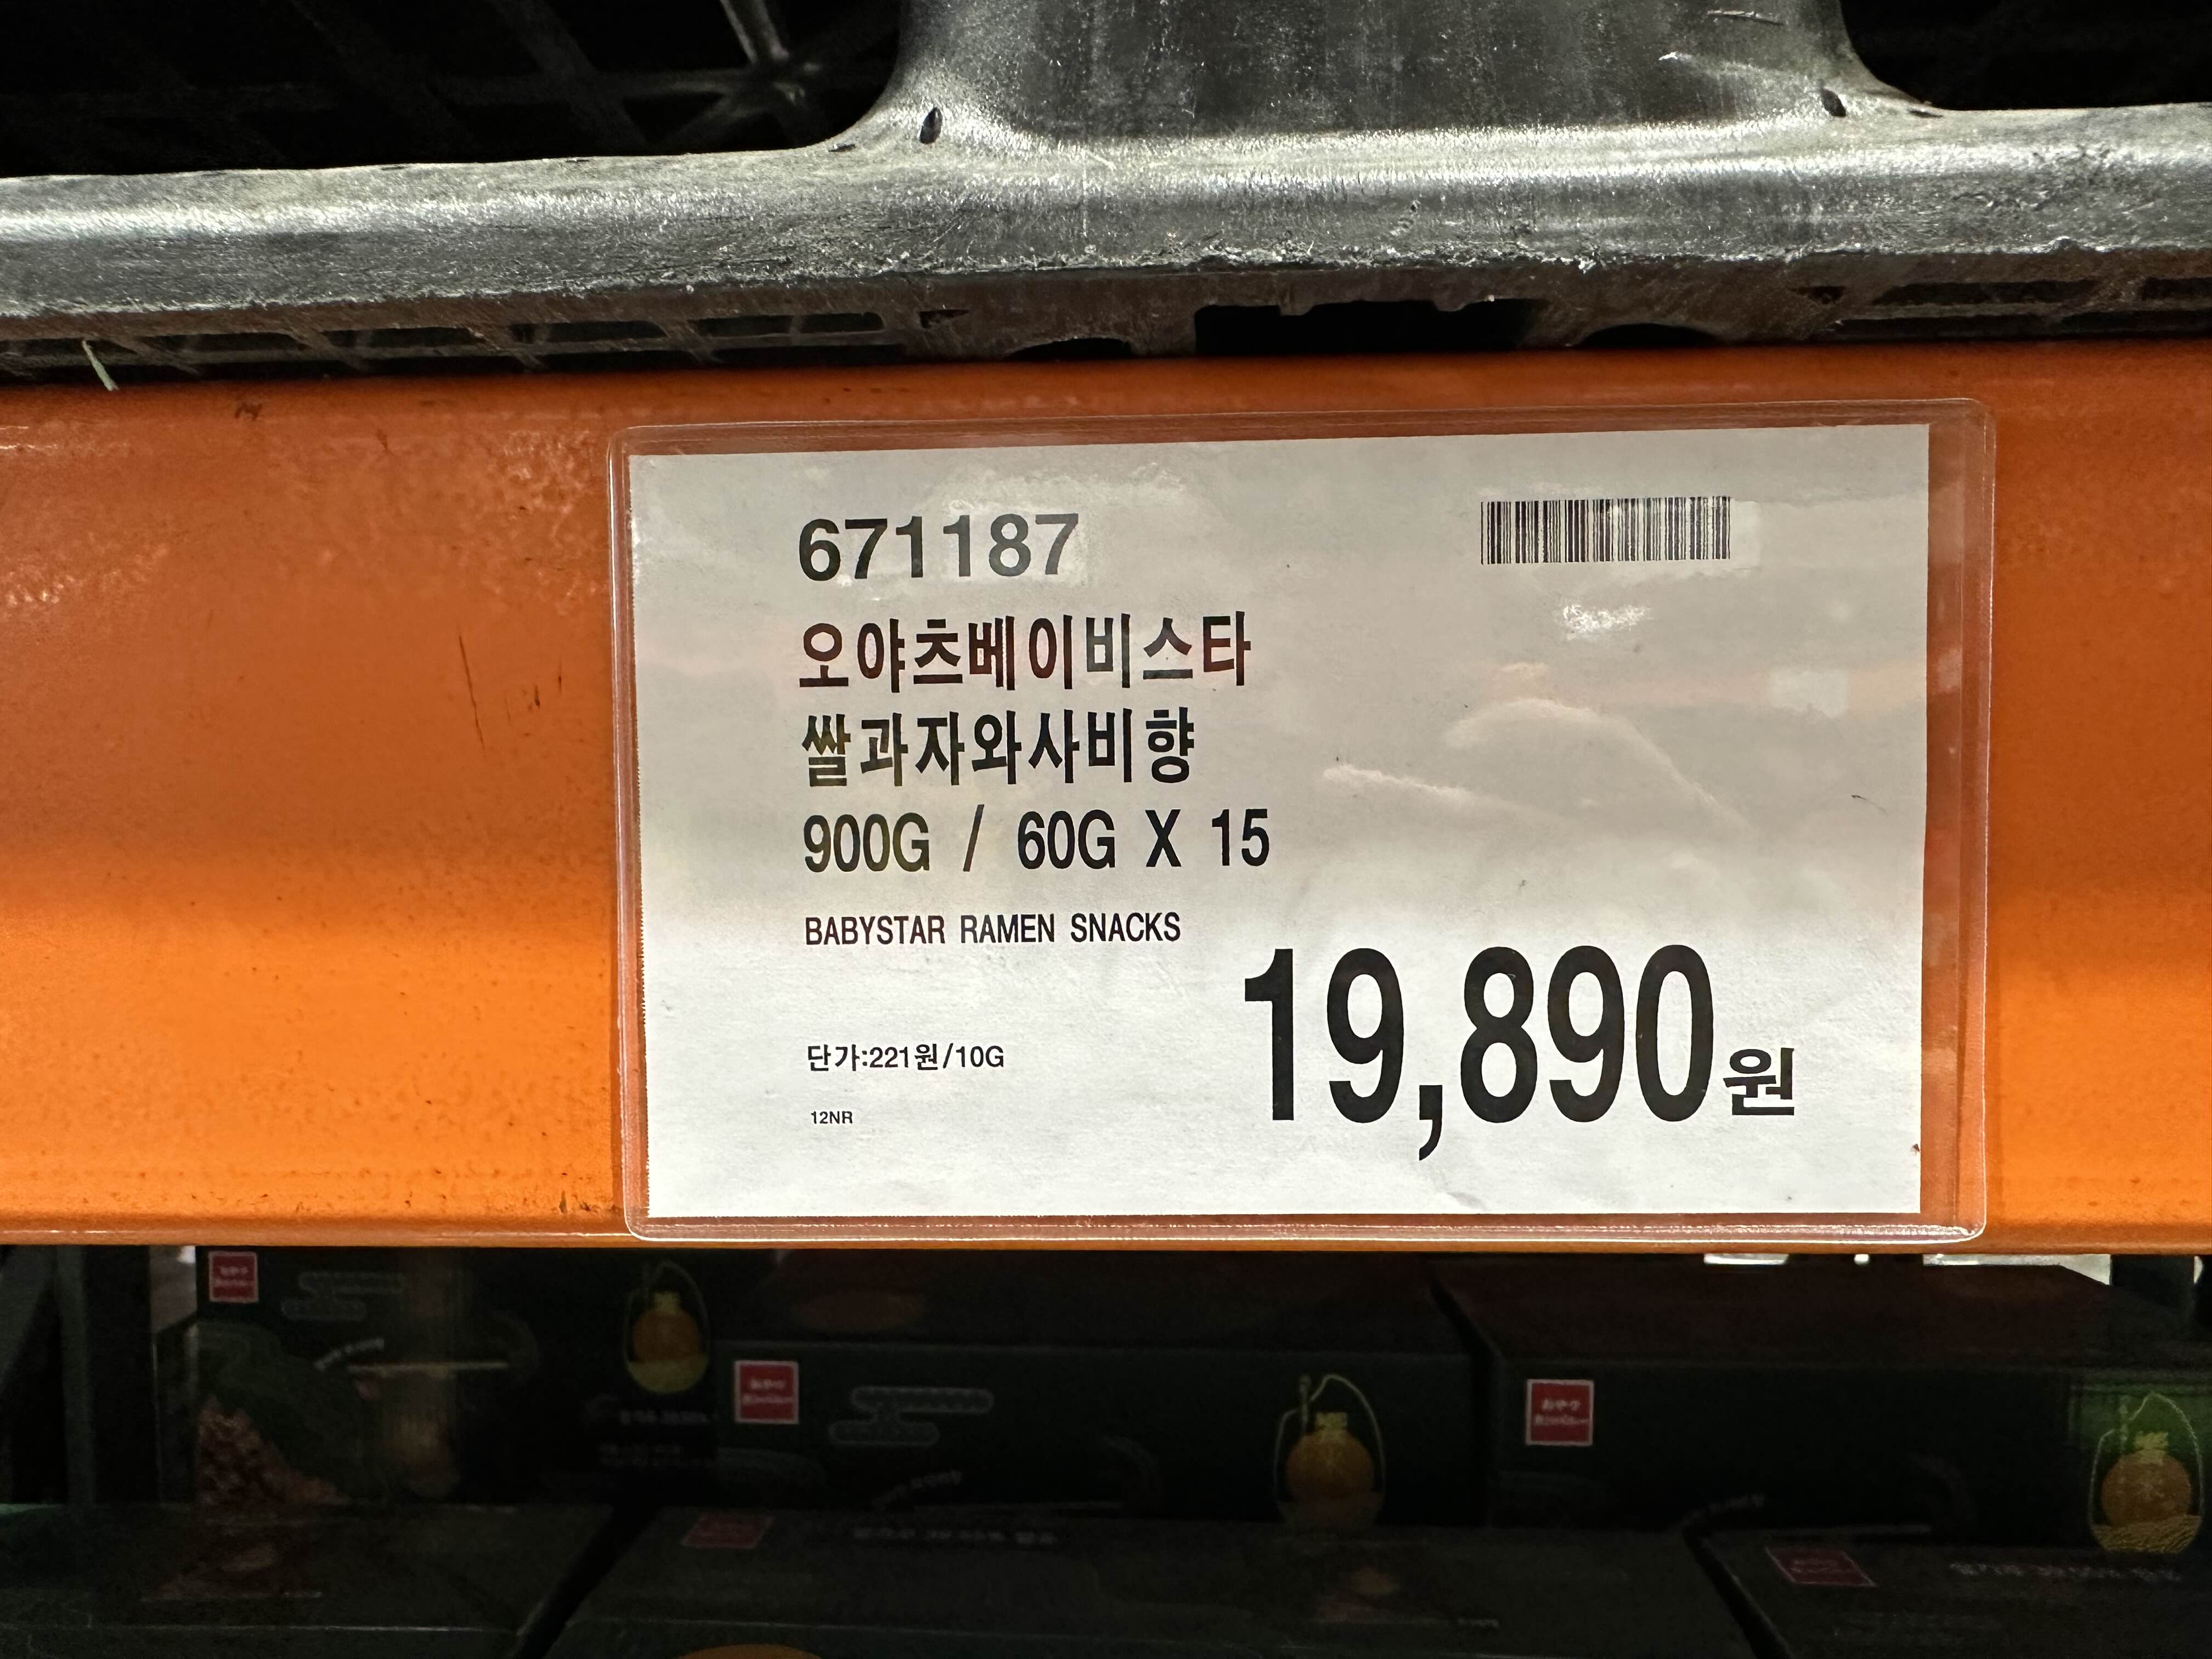 671187
오야츠베이비스타
쌀과자와사비향
900G / 60G X 15
BABYSTAR RAMEN SNACKS
19,890원
단가:221원/10G
12NR